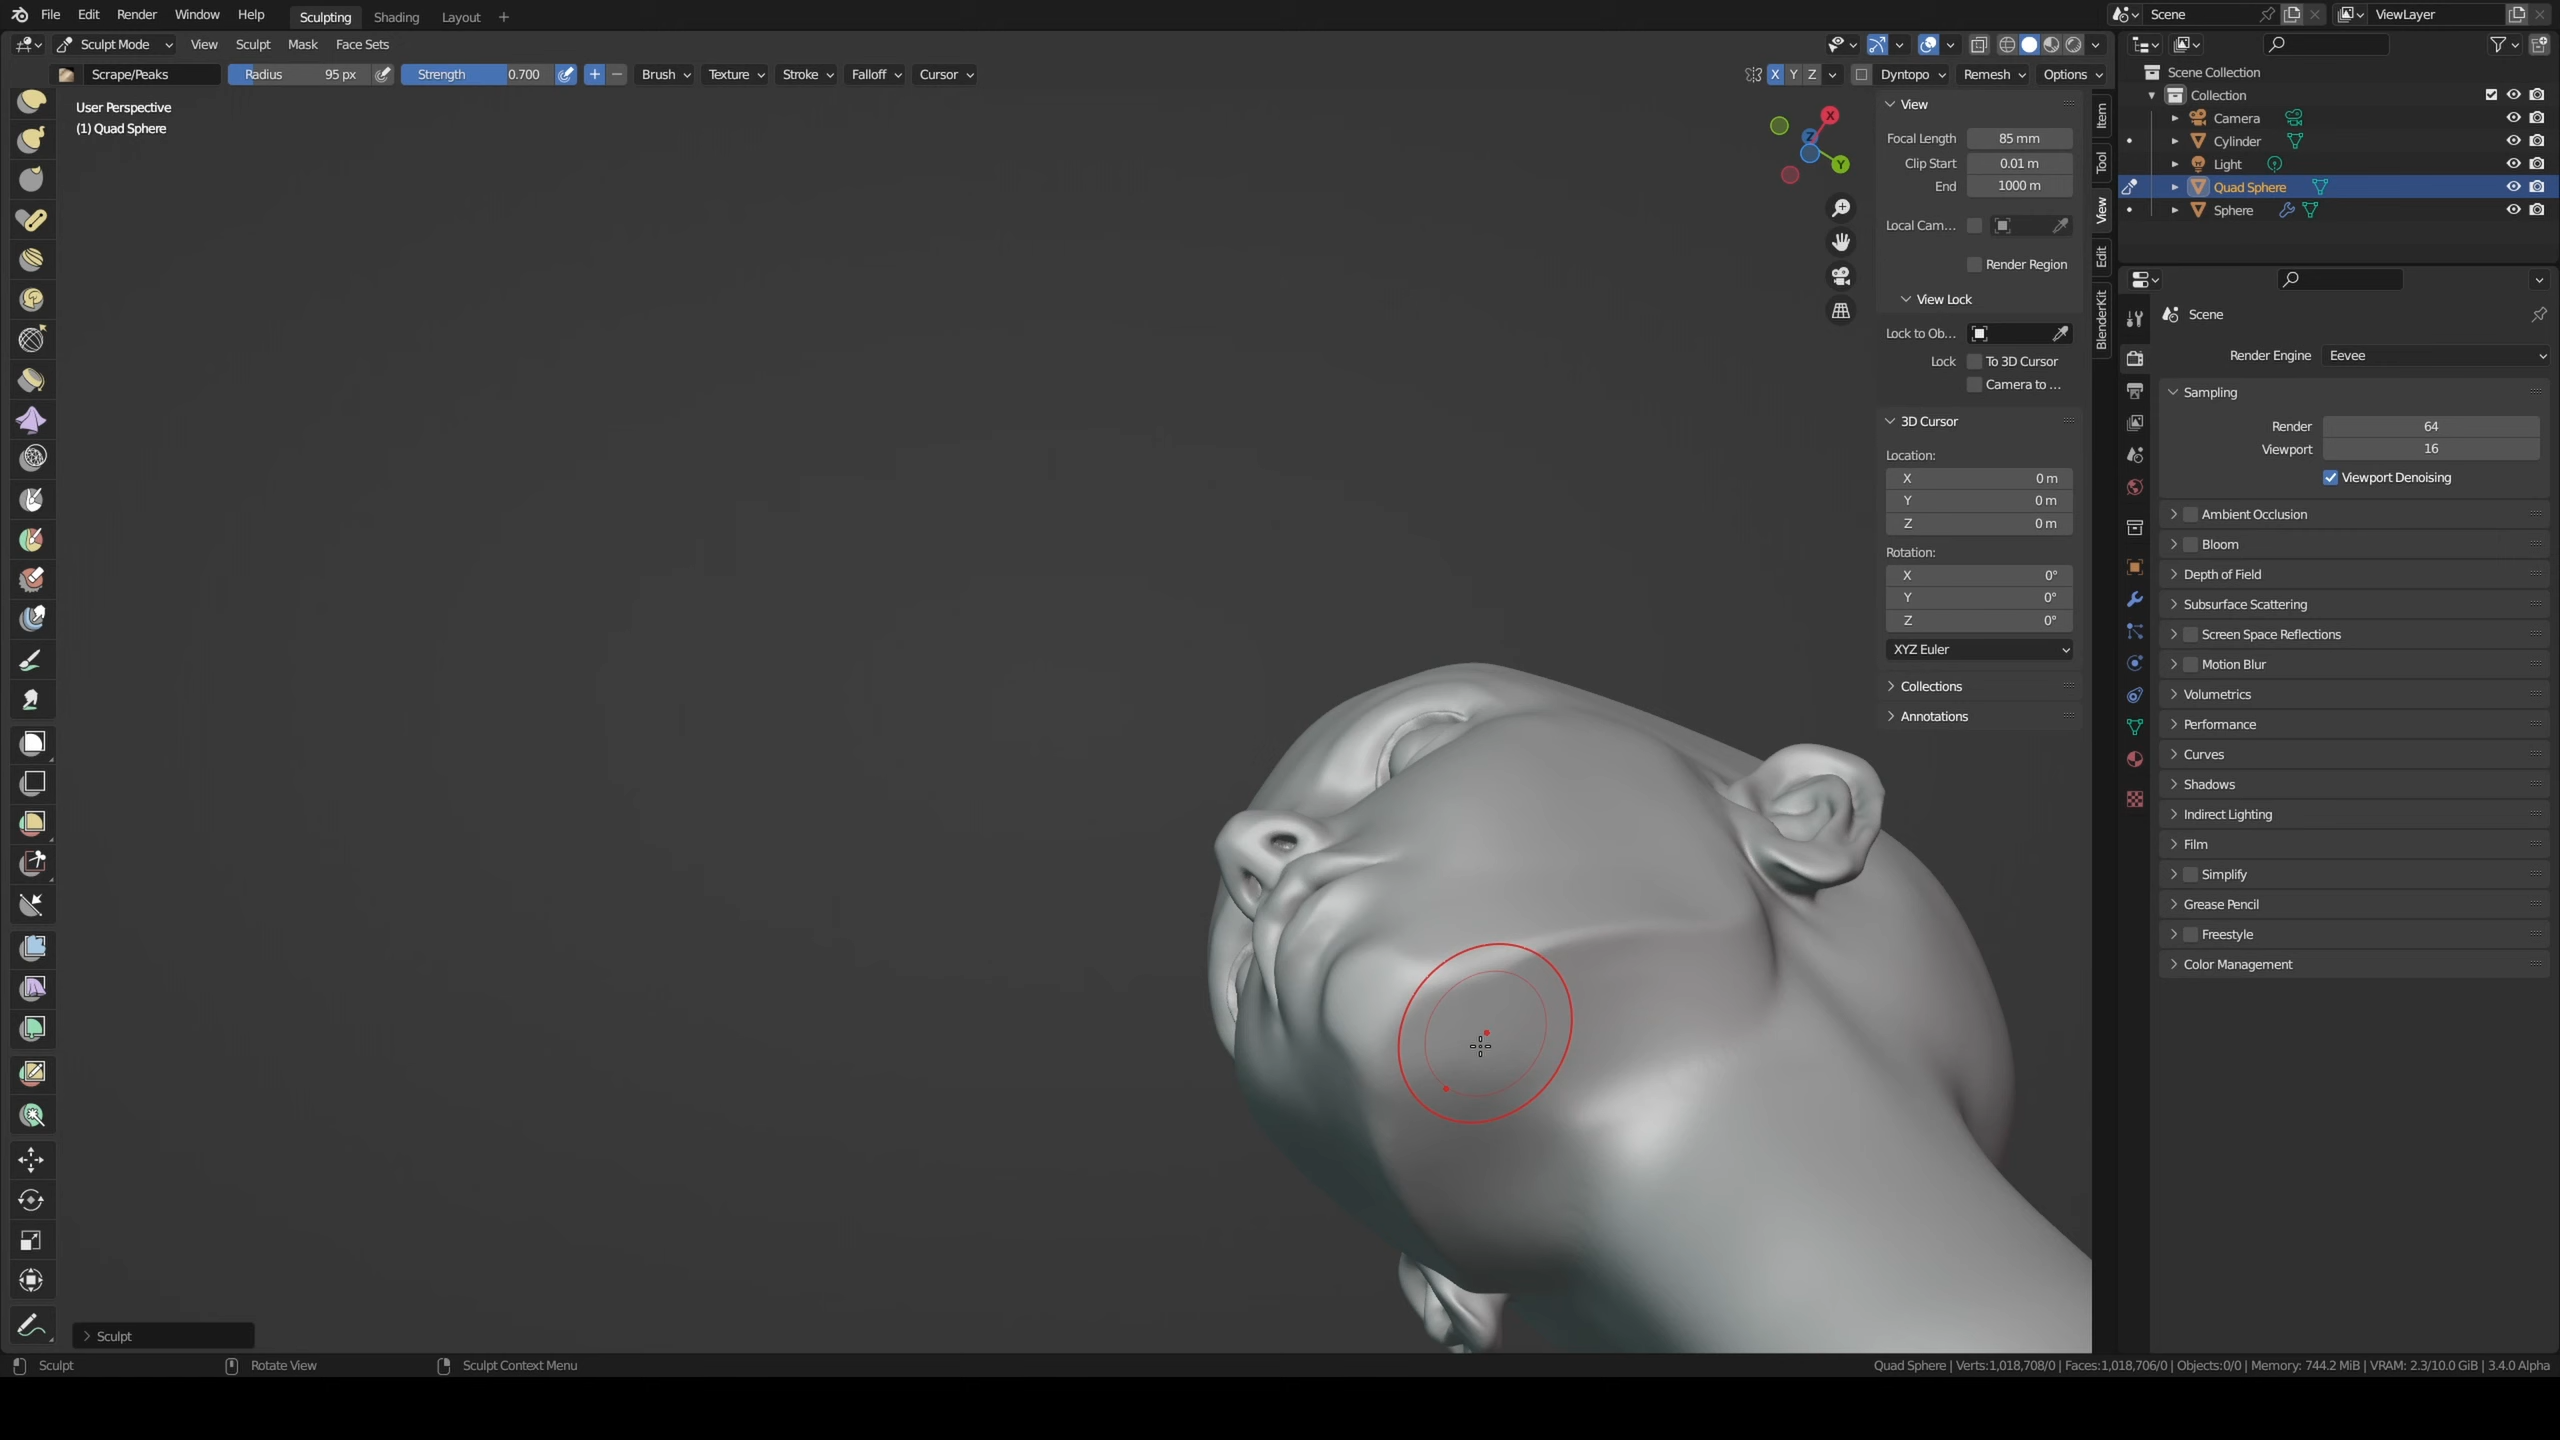 File Edit Render Window Help Sculpting Shading Layout + Scene ViewLayer
Sculpt Mode View Sculpt Mask Face Sets
Scrape/Peaks Radius 95 px Strength 0.700 + − Brush Texture Stroke Falloff Cursor X Y Z Dyntopo Remesh Options
User Perspective
(1) Quad Sphere
X
Y
Z
View
Focal Length 85 mm
Clip Start 0.01 m
End 1000 m
Local Cam...
Render Region
View Lock
Lock to Ob...
Lock To 3D Cursor
Camera to ...
3D Cursor
Location:
X 0 m
Y 0 m
Z 0 m
Rotation:
X 0°
Y 0°
Z 0°
XYZ Euler
Collections
Annotations
Item
Tool
View
Edit
BlenderKit
Scene Collection
Collection
Camera
Cylinder
Light
Quad Sphere
Sphere
Scene
Render Engine Eevee
Sampling
Render 64
Viewport 16
Viewport Denoising
Ambient Occlusion
Bloom
Depth of Field
Subsurface Scattering
Screen Space Reflections
Motion Blur
Volumetrics
Performance
Curves
Shadows
Indirect Lighting
Film
Simplify
Grease Pencil
Freestyle
Color Management
Sculpt
Sculpt Rotate View Sculpt Context Menu Quad Sphere | Verts:1,018,708/0 | Faces:1,018,706/0 | Objects:0/0 | Memory: 744.2 MiB | VRAM: 2.3/10.0 GiB | 3.4.0 Alpha